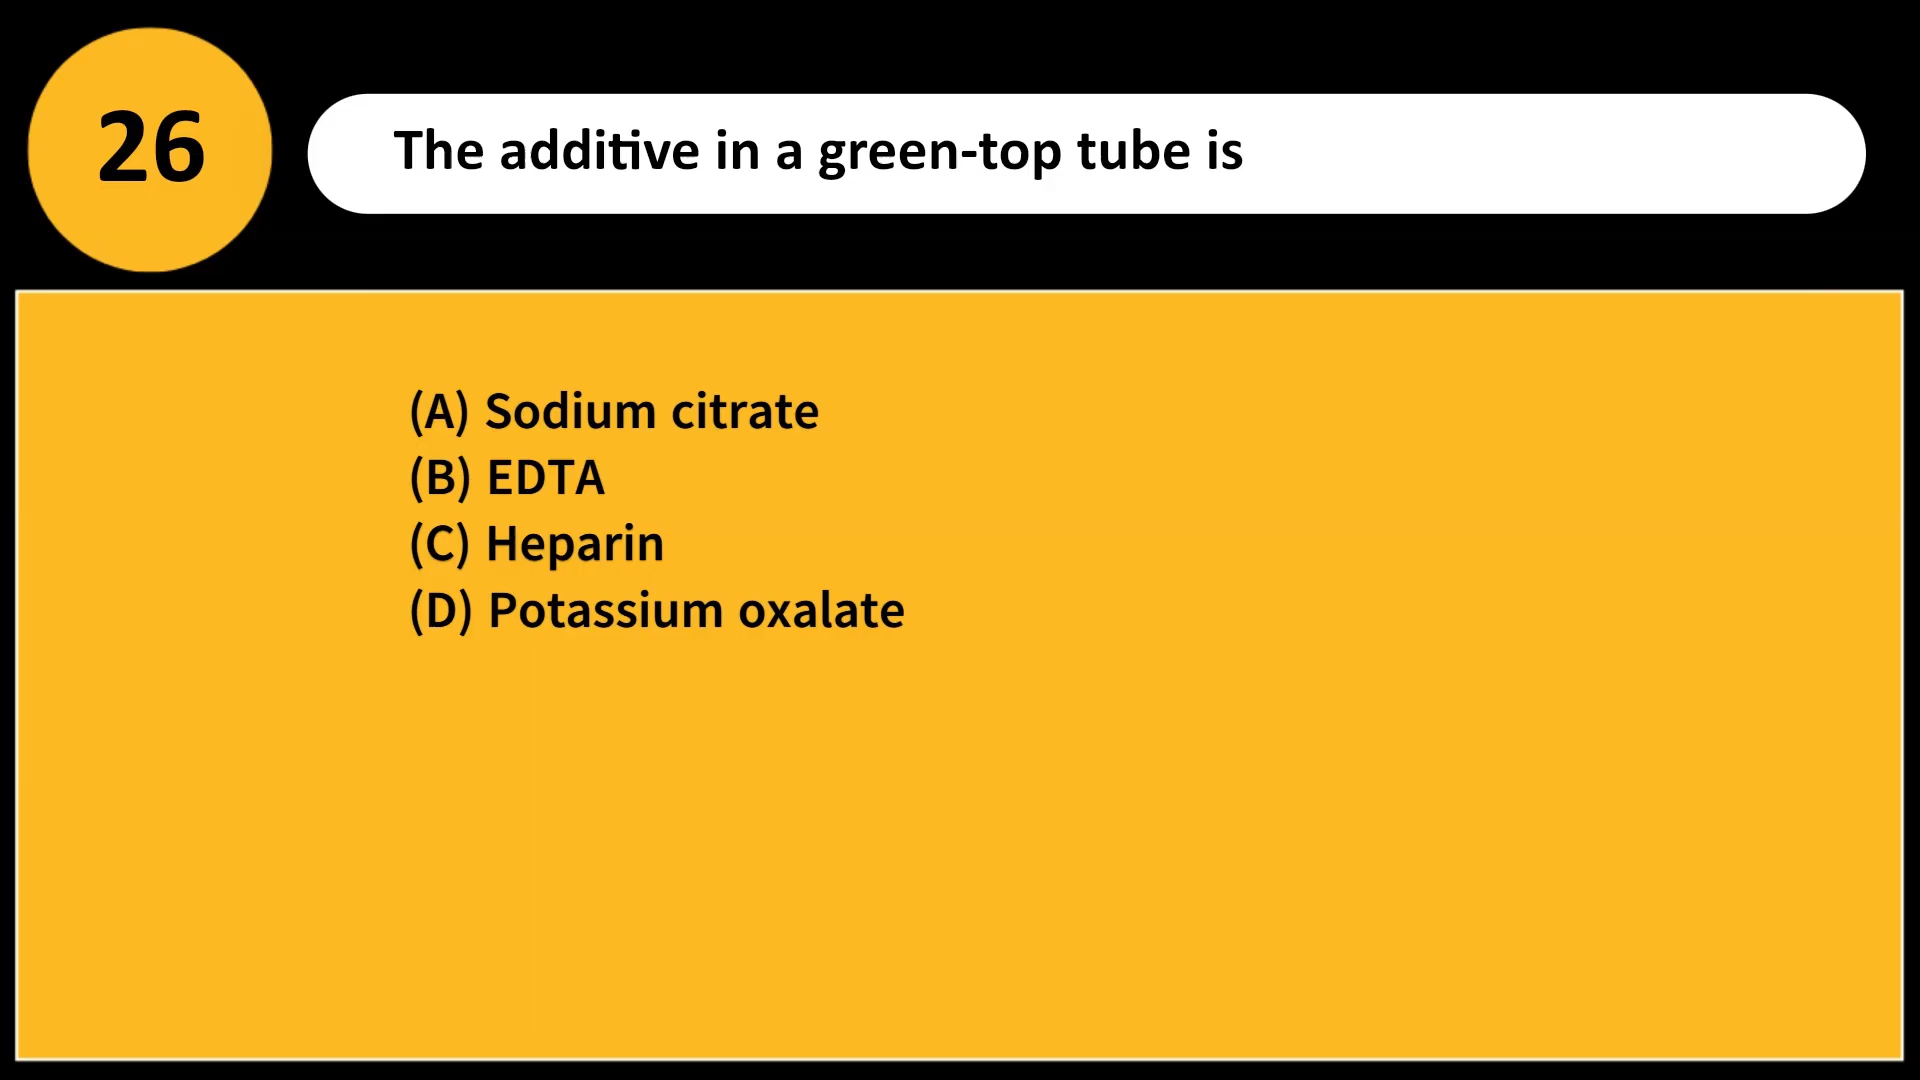 26
The additive in a green-top tube is
(A) Sodium citrate
(B) EDTA
(C) Heparin
(D) Potassium oxalate